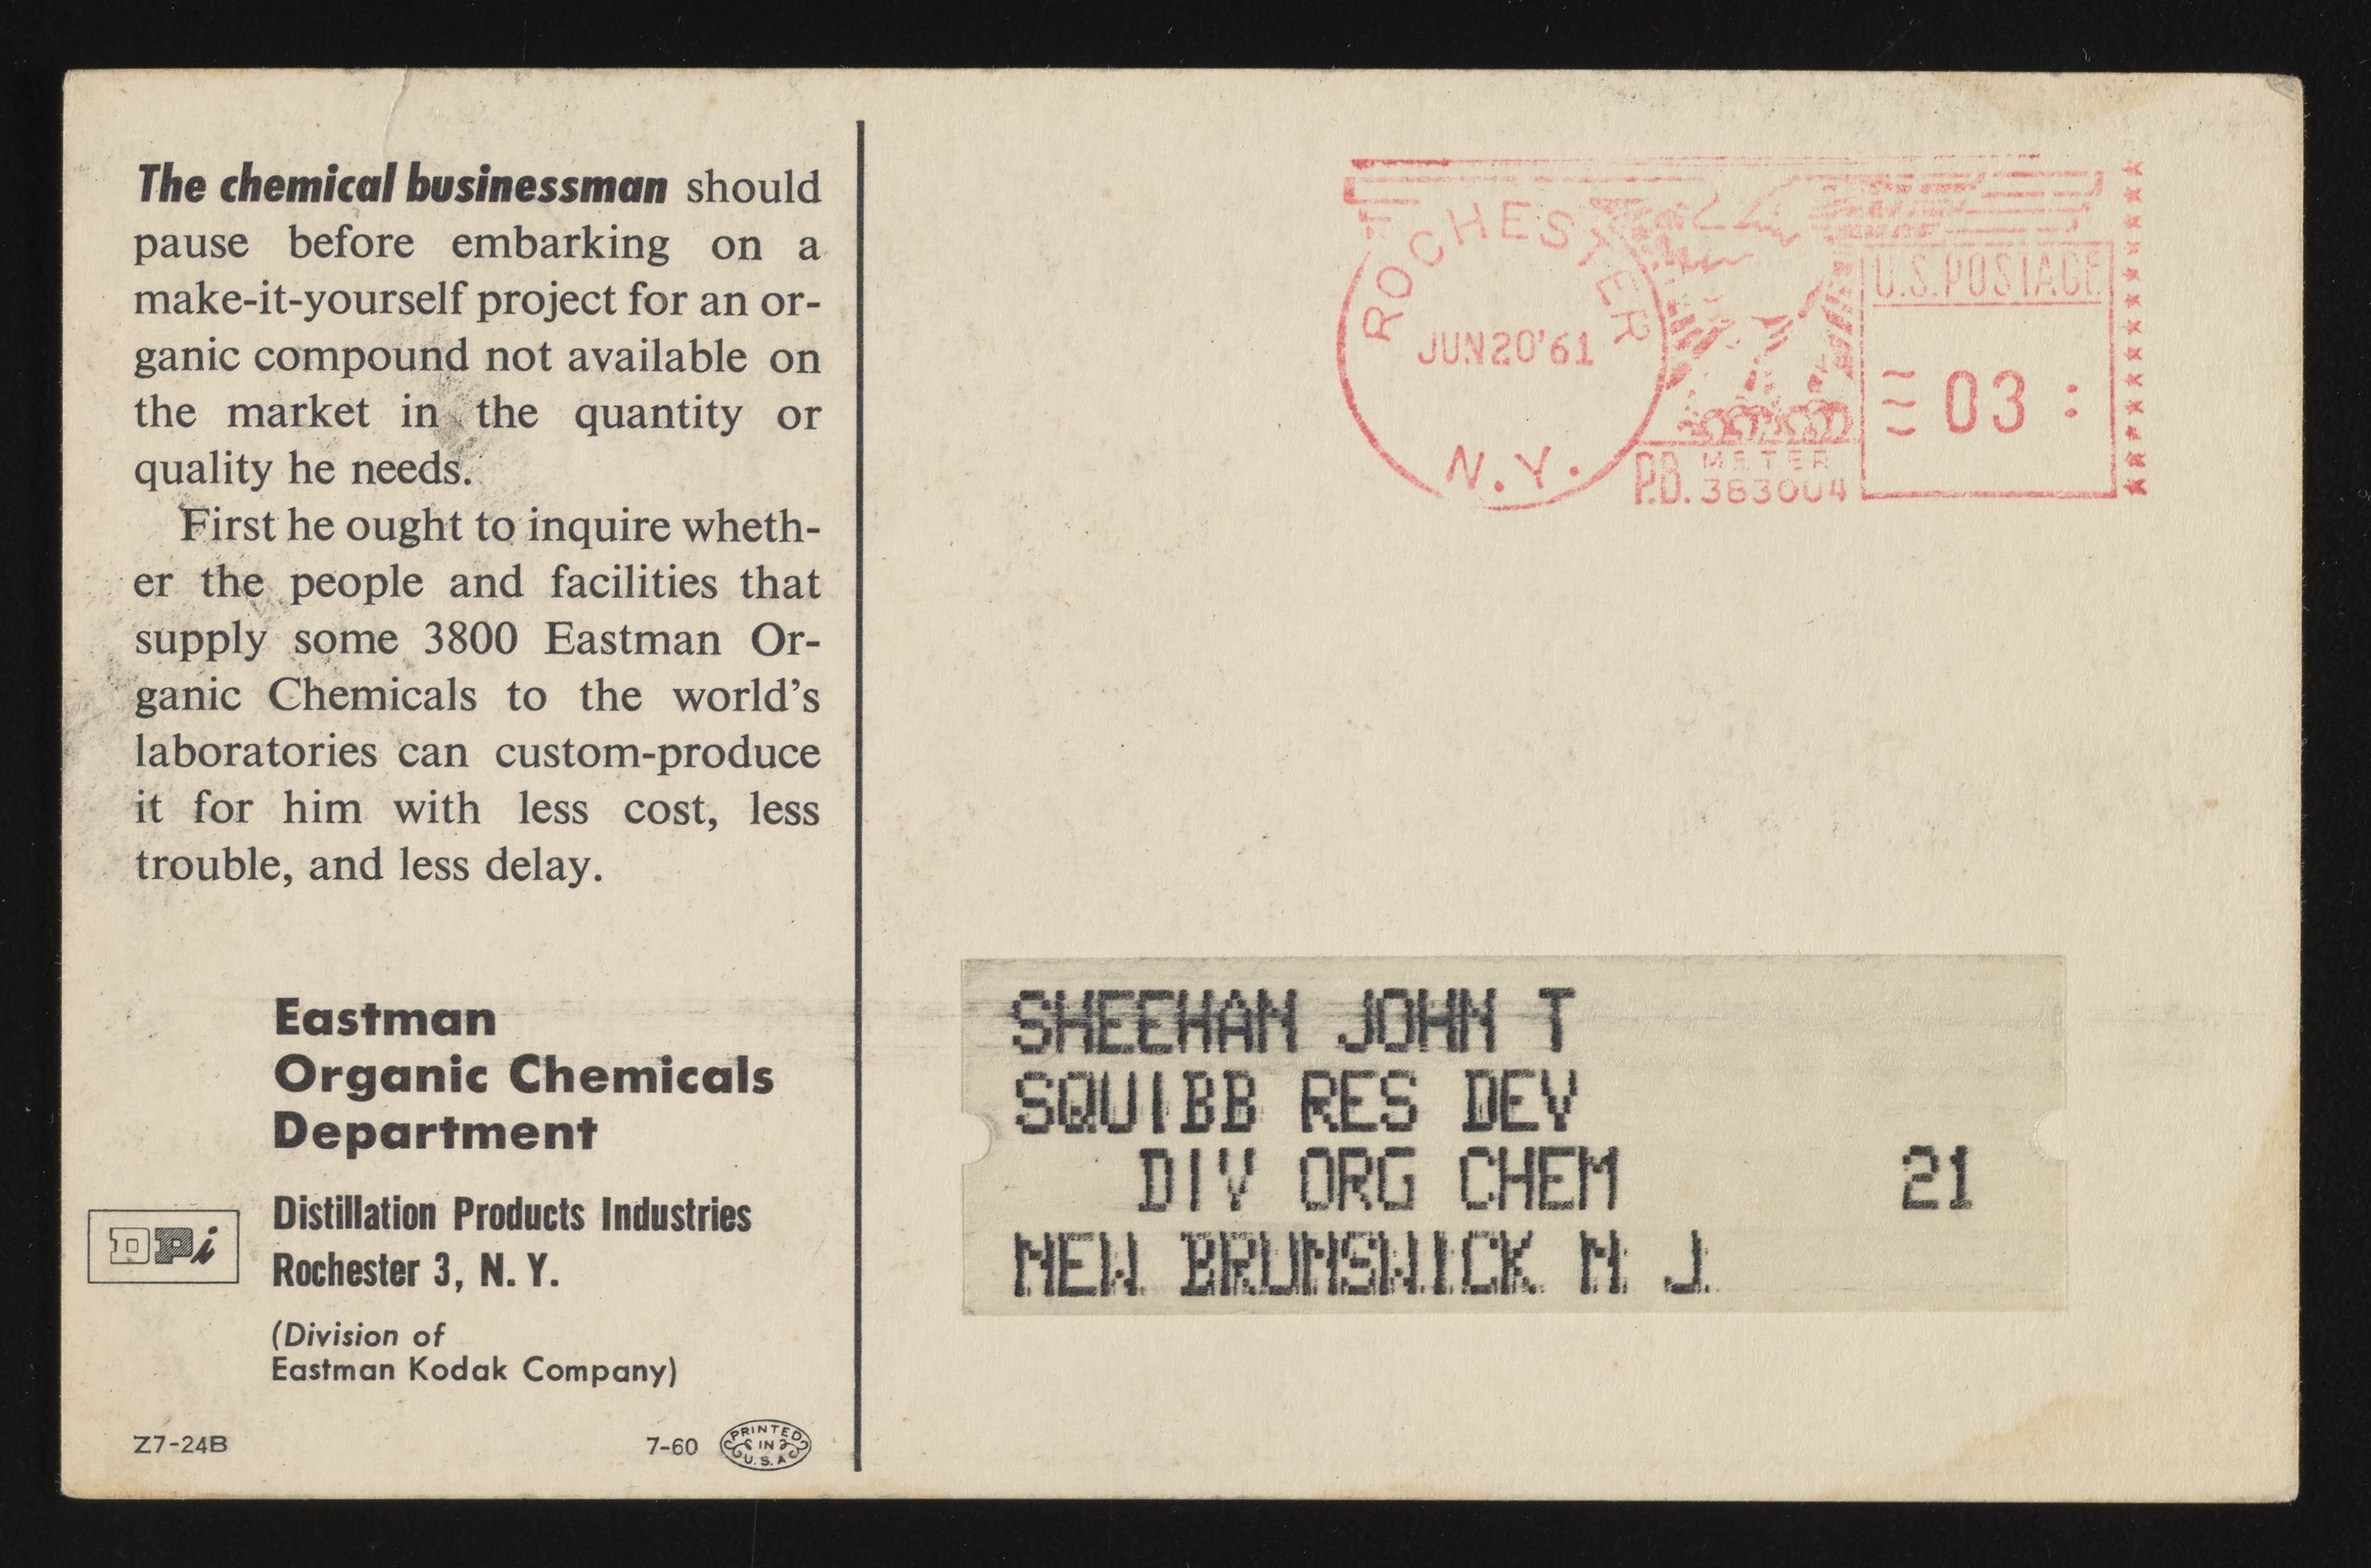 The chemical businessman should
pause before embarking on a
make-it-yourself project for an or-
ganic compound not available on
the market in the quantity or
quality he needs.
First he ought to inquire wheth-
er the people and facilities that
supply some 3800 Eastman Or-
ganic Chemicals to the world's
laboratories can custom-produce
it for him with less cost, less
trouble, and less delay.
Eastman
Organic Chemicals
Department
DPi
Distillation Products Industries
Rochester 3, N. Y.
(Division of
Eastman Kodak Company)
Z7-24B
7-60
PRINTED
IN
U.S.A
ROCHESTER
JUN20'61
N.Y.
P.B. METER
363004
U.S.POSTAGE
03
SHEEHAN JOHN T
SQUIBB RES DEV
DIV ORG CHEM 21
NEW BRUNSWICK N J